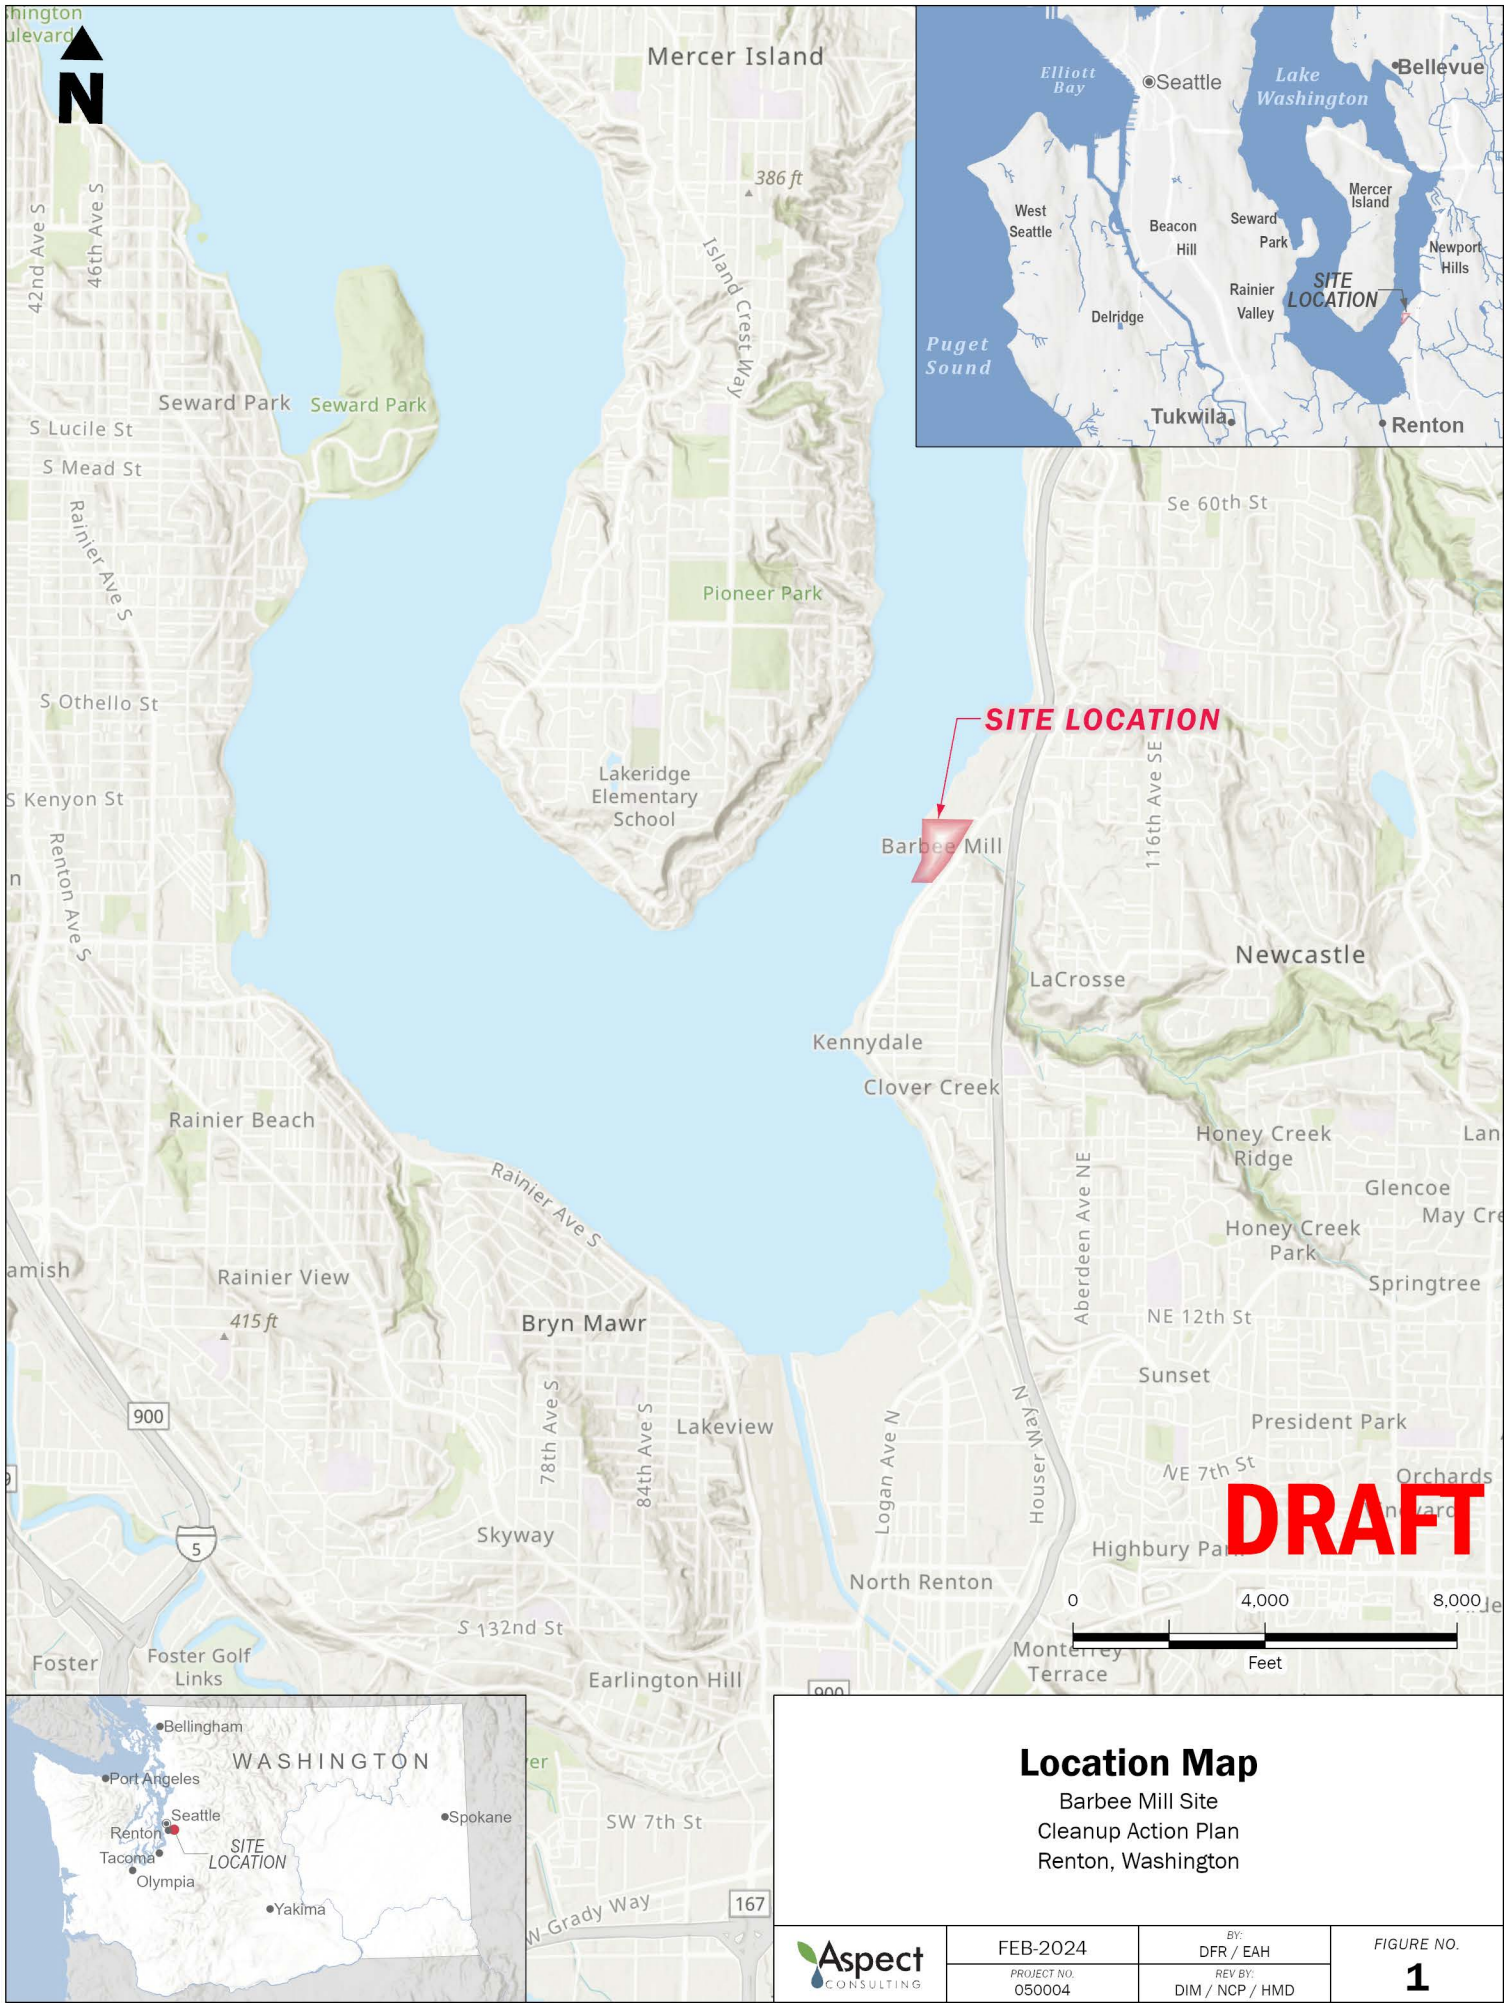 hington
ulevard
N
Mercer Island
386 ft
42nd Ave S
46th Ave S
Island Crest Way
Seward Park
Seward Park
S Lucile St
S Mead St
Rainier Ave S
Se 60th St
Pioneer Park
S Othello St
SITE LOCATION
116th Ave SE
Lakeridge
Elementary
School
S Kenyon St
Barbee Mill
Renton Ave S
n
Newcastle
LaCrosse
Kennydale
Clover Creek
Rainier Beach
Honey Creek
Ridge
Lan
Rainier Ave S
Aberdeen Ave NE
Glencoe
May Cre
Honey Creek
Park
amish
Rainier View
Springtree
415 ft
Bryn Mawr
NE 12th St
Sunset
900
78th Ave S
84th Ave S
Lakeview
Logan Ave N
Houser Way N
President Park
NE 7th St
Orchards
DRAFT
Skyway
5
Highbury Par
North Renton
0
4,000
8,000
Feet
S 132nd St
Foster
Foster Golf
Links
Earlington Hill
Monterrey
Terrace
900
er
SW 7th St
W Grady Way
167
Elliott
Bay
Seattle
Lake
Washington
Bellevue
West
Seattle
Beacon
Hill
Seward
Park
Mercer
Island
Newport
Hills
Rainier
Valley
SITE
LOCATION
Delridge
Puget
Sound
Tukwila
Renton
Bellingham
WASHINGTON
Port Angeles
Seattle
Renton
SITE
LOCATION
Spokane
Tacoma
Olympia
Yakima
Location Map
Barbee Mill Site
Cleanup Action Plan
Renton, Washington
Aspect
CONSULTING
FEB-2024
PROJECT NO.
050004
BY:
DFR / EAH
REV BY:
DIM / NCP / HMD
FIGURE NO.
1